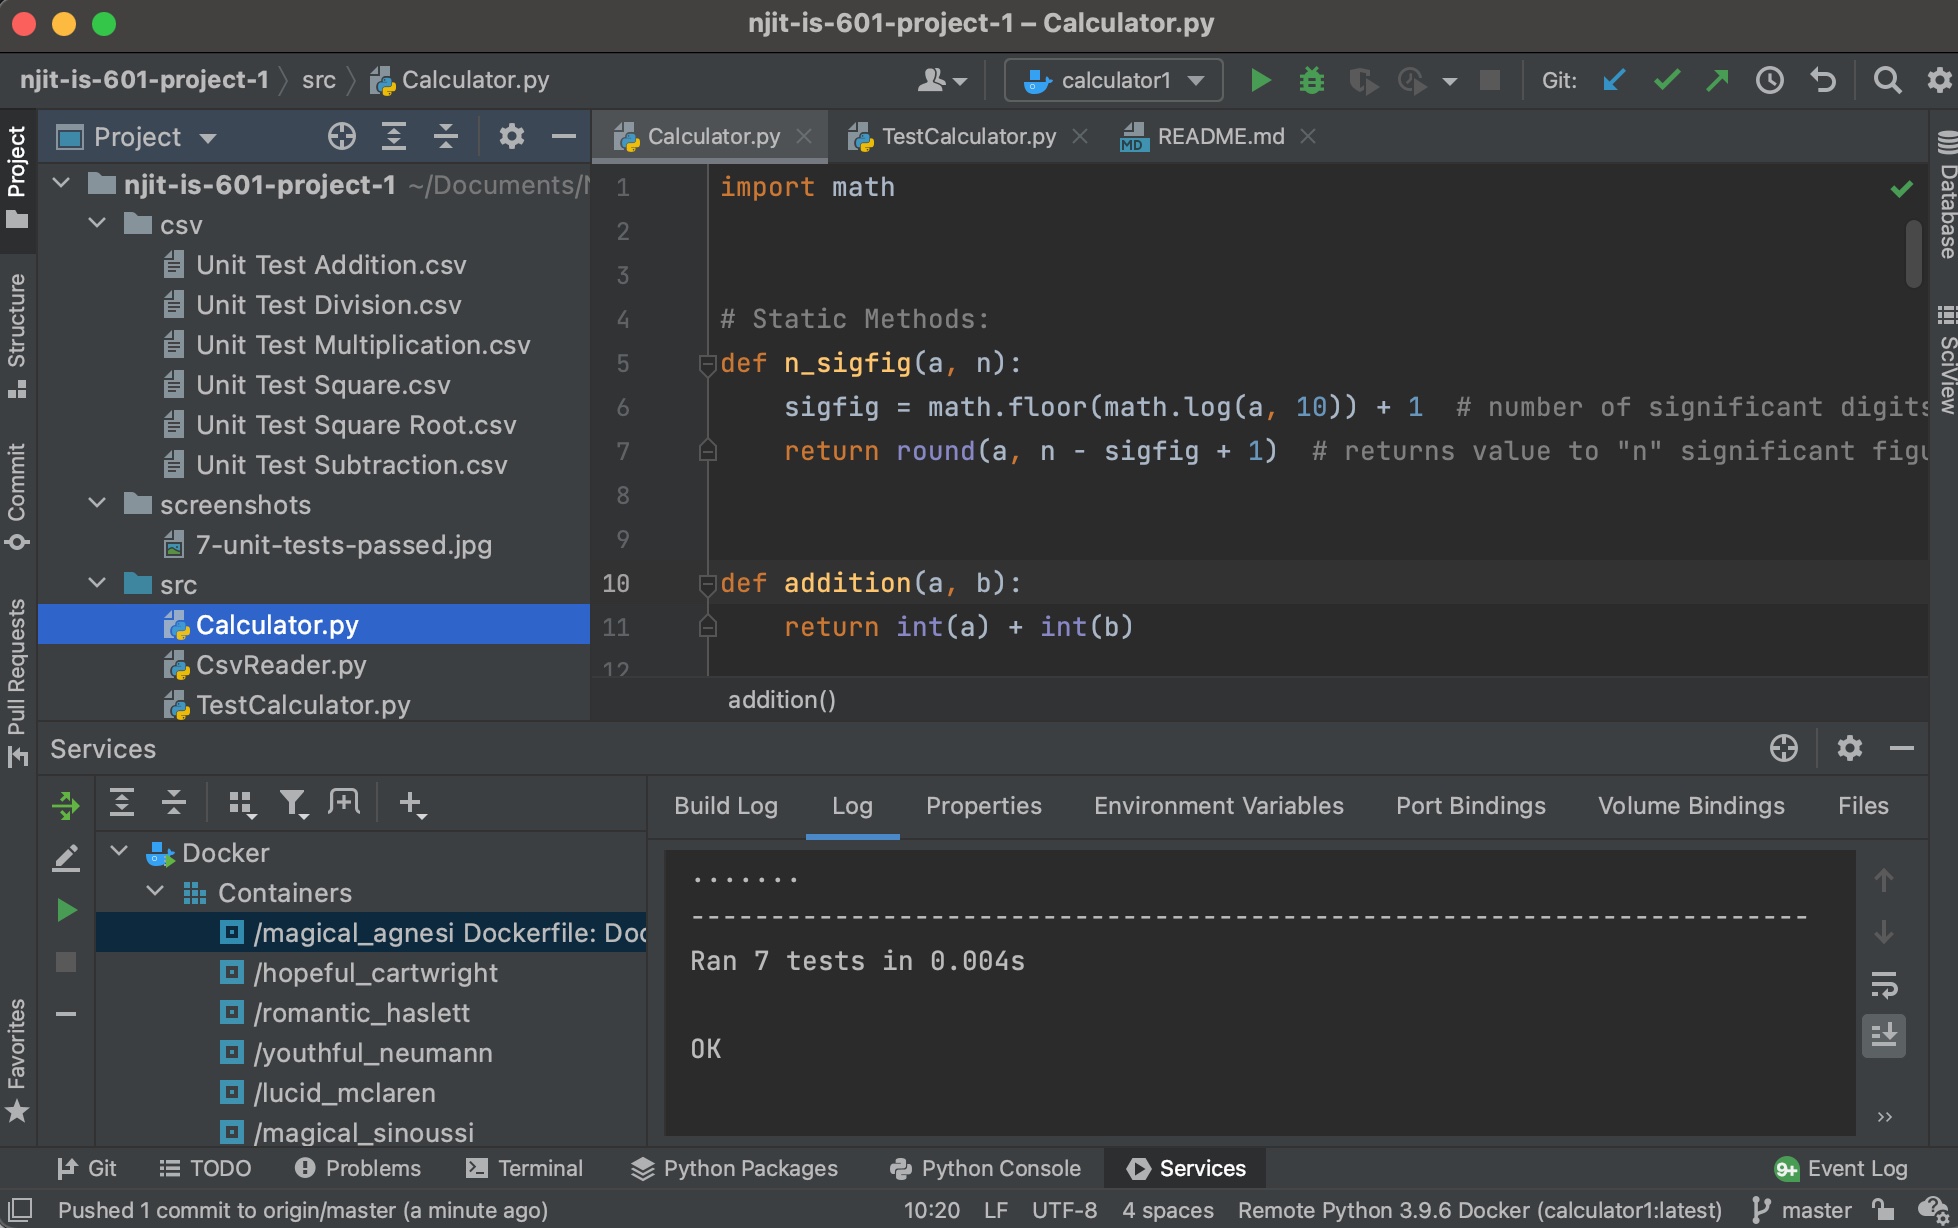 njit-is-601-project-1 – Calculator.py
njit-is-601-project-1 src Calculator.py
calculator1
Git:
Project
Calculator.py
TestCalculator.py
README.md
Project
Structure
Commit
Pull Requests
Favorites
njit-is-601-project-1 ~/Documents/
csv
Unit Test Addition.csv
Unit Test Division.csv
Unit Test Multiplication.csv
Unit Test Square.csv
Unit Test Square Root.csv
Unit Test Subtraction.csv
screenshots
7-unit-tests-passed.jpg
src
Calculator.py
CsvReader.py
TestCalculator.py
1 import math
2
3
4 # Static Methods:
5 def n_sigfig(a, n):
6 sigfig = math.floor(math.log(a, 10)) + 1 # number of significant digits
7 return round(a, n - sigfig + 1) # returns value to "n" significant figu
8
9
10 def addition(a, b):
11 return int(a) + int(b)
12
addition()
Database
SciView
Services
Build Log
Log
Properties
Environment Variables
Port Bindings
Volume Bindings
Files
Docker
Containers
/magical_agnesi Dockerfile: Doc
/hopeful_cartwright
/romantic_haslett
/youthful_neumann
/lucid_mclaren
/magical_sinoussi
.......
----------------------------------------------------------------------
Ran 7 tests in 0.004s
OK
Git
TODO
Problems
Terminal
Python Packages
Python Console
Services
9+ Event Log
Pushed 1 commit to origin/master (a minute ago)
10:20 LF UTF-8 4 spaces Remote Python 3.9.6 Docker (calculator1:latest) master